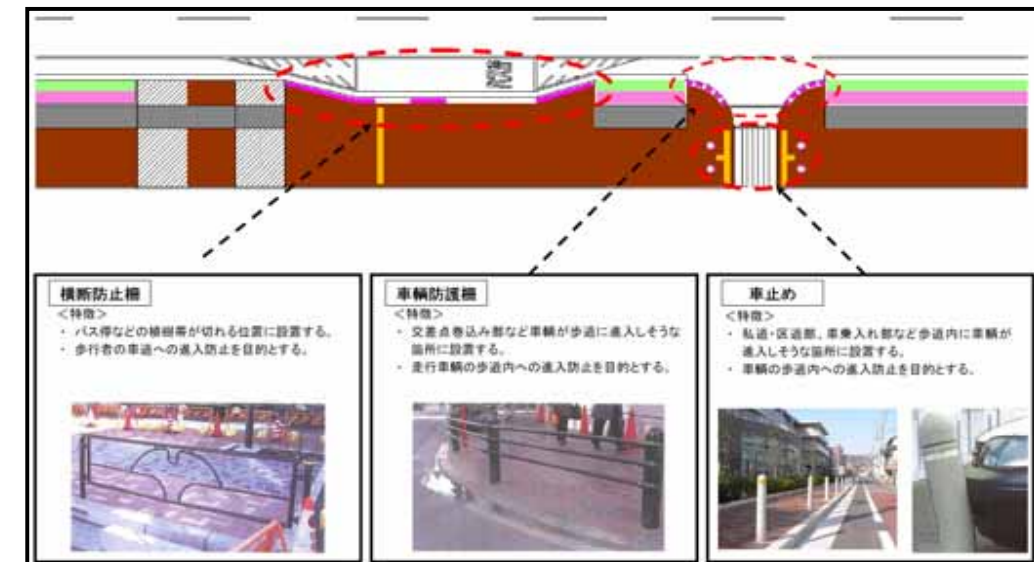 バス
横断防止柵
＜特徴＞
・ バス停などの植樹帯が切れる位置に設置する。
・ 歩行者の車道への進入防止を目的とする。
車輌防護柵
＜特徴＞
・ 交差点巻込み部など車輌が歩道に進入しそうな
箇所に設置する。
・ 走行車輌の歩道内への進入防止を目的とする。
車止め
＜特徴＞
・ 私道・区道部、車乗入れ部など歩道内に車輌が
進入しそうな箇所に設置する。
・ 車輌の歩道内への進入防止を目的とする。